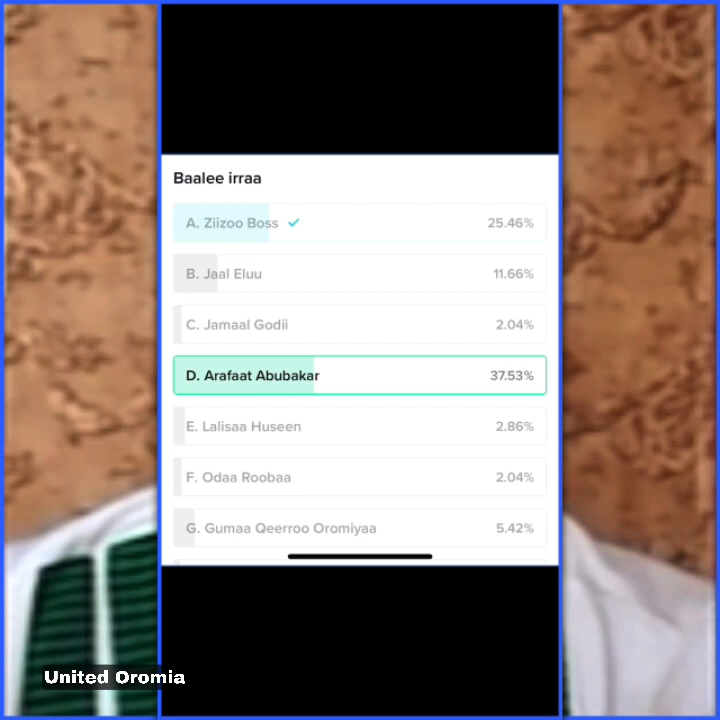 Baalee irraa
A. Ziizoo Boss 25.46%
B. Jaal Eluu 11.66%
C. Jamaal Godii 2.04%
D. Arafaat Abubakar 37.53%
E. Lalisaa Huseen 2.86%
F. Odaa Roobaa 2.04%
G. Gumaa Qeerroo Oromiyaa 5.42%
United Oromia